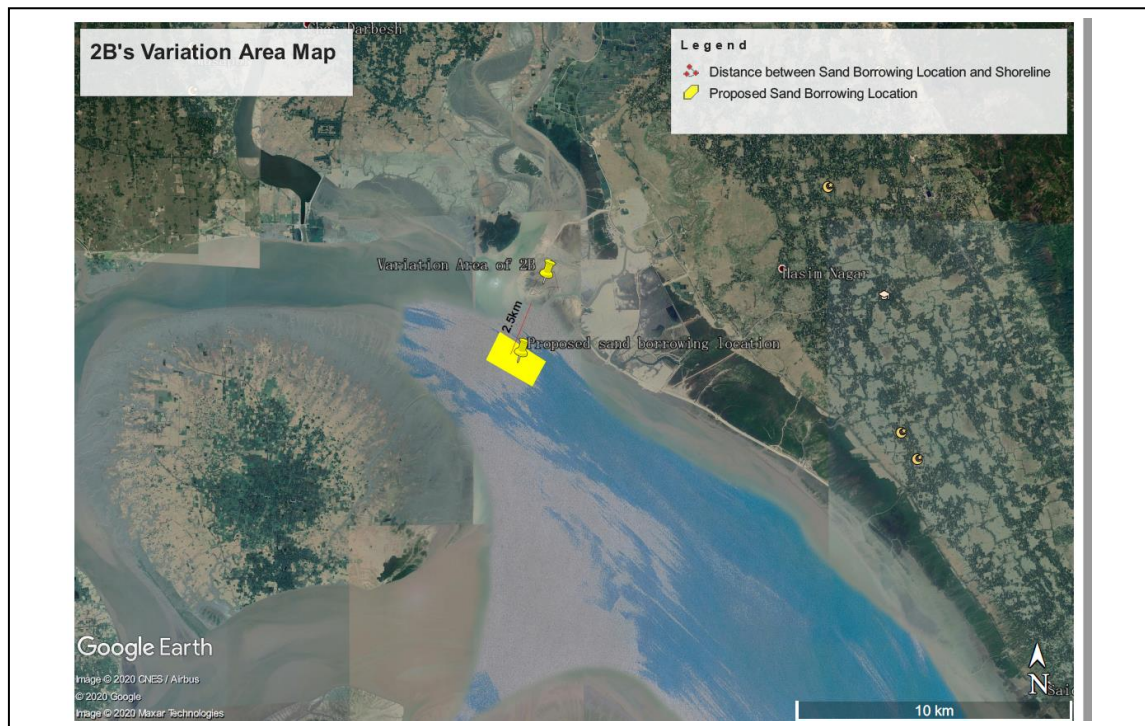 Char Darbesh
2B's Variation Area Map
Legend
Distance between Sand Borrowing Location and Shoreline
Proposed Sand Borrowing Location
Variation Area of 2B
Hasim Nagar
2.5km
Proposed sand borrowing location
Google Earth
Image © 2020 CNES / Airbus
© 2020 Google
Image © 2020 Maxar Technologies
N
10 km